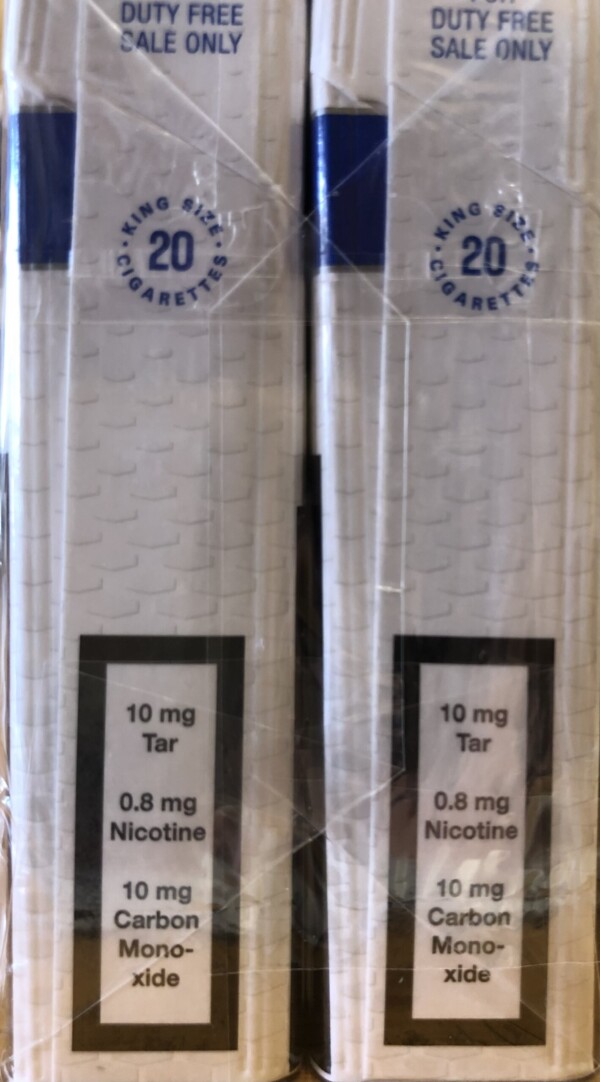 DUTY FREE
SALE ONLY
· KING SIZE ·
20
CIGARETTES
10 mg
Tar
0.8 mg
Nicotine
10 mg
Carbon
Mono-
xide
DUTY FREE
SALE ONLY
· KING SIZE ·
20
CIGARETTES
10 mg
Tar
0.8 mg
Nicotine
10 mg
Carbon
Mono-
xide